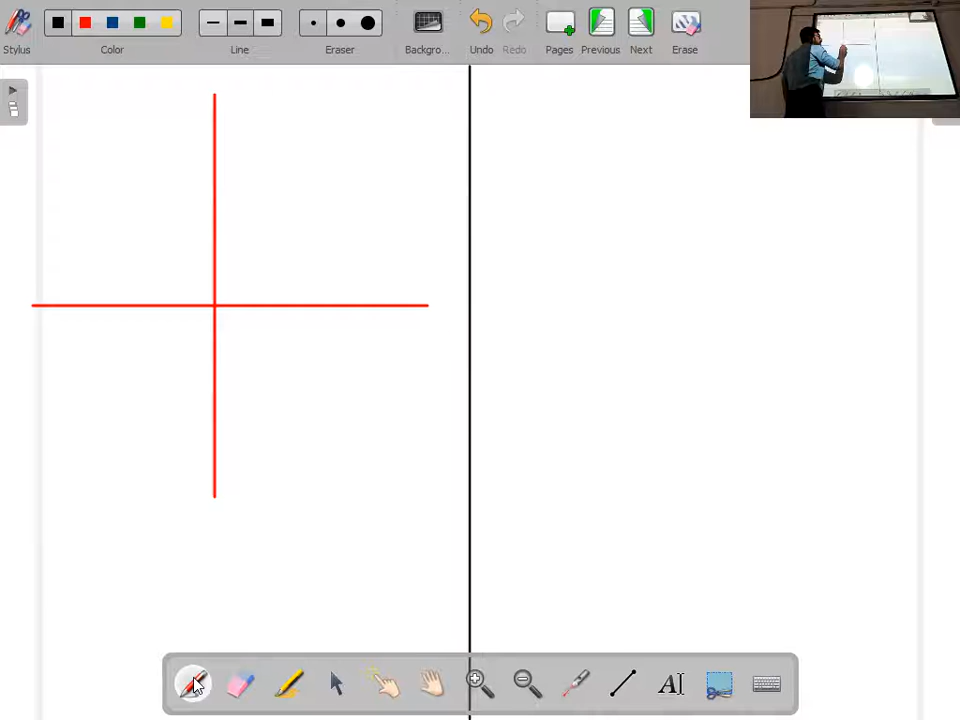 Stylus
Color
Line
Eraser
Backgro...
Undo
Redo
Pages
Previous
Next
Erase
A